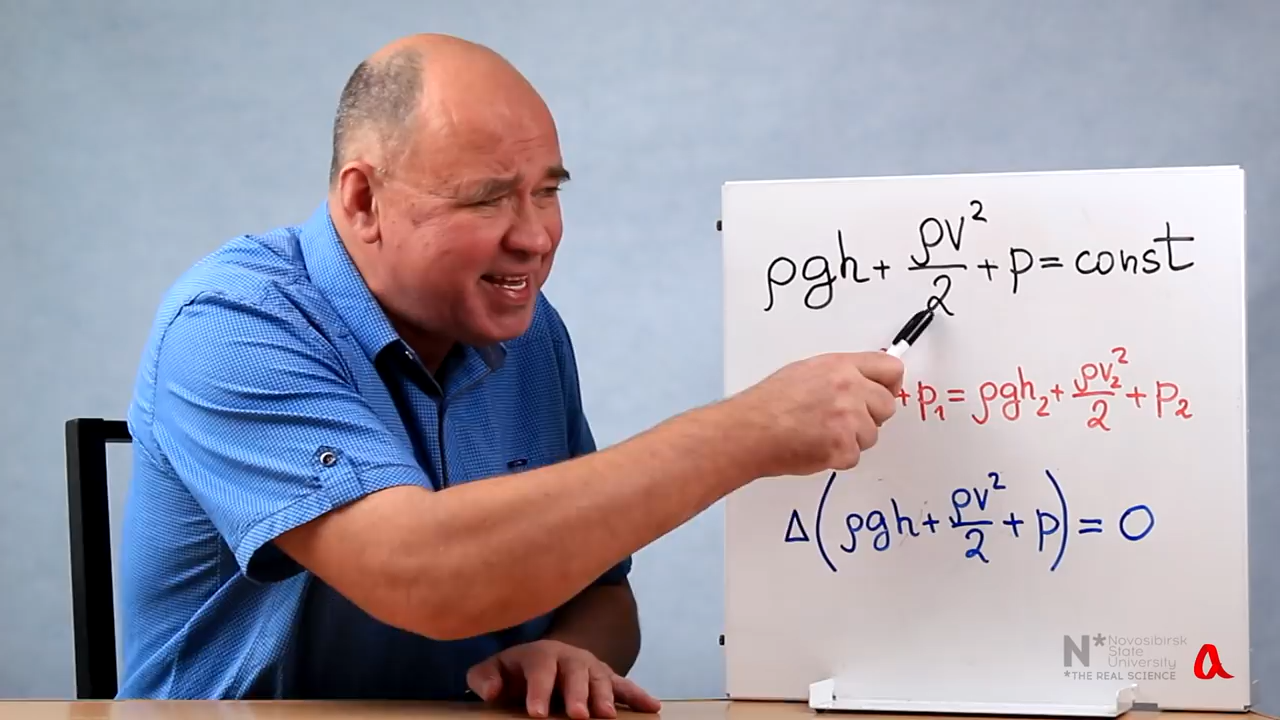 ρgh + ρv²/2 + p = const
+ p₁ = ρgh₂ + ρv₂²/2 + p₂
Δ(ρgh + ρv²/2 + p) = 0
N* Novosibirsk
State
University
*THE REAL SCIENCE
a